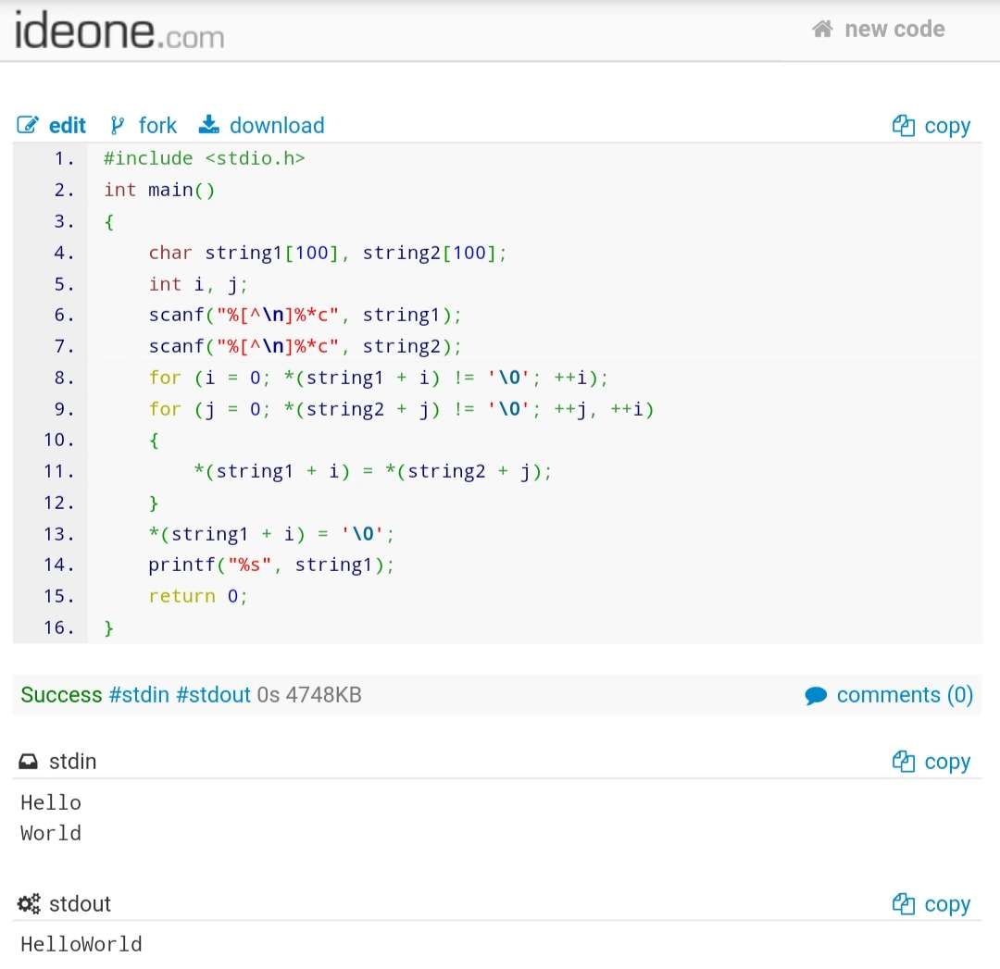 ideone.com new code
edit fork download copy
1. #include <stdio.h>
2. int main()
3. {
4.     char string1[100], string2[100];
5.     int i, j;
6.     scanf("%[^\n]%*c", string1);
7.     scanf("%[^\n]%*c", string2);
8.     for (i = 0; *(string1 + i) != '\0'; ++i);
9.     for (j = 0; *(string2 + j) != '\0'; ++j, ++i)
10.     {
11.         *(string1 + i) = *(string2 + j);
12.     }
13.     *(string1 + i) = '\0';
14.     printf("%s", string1);
15.     return 0;
16. }
Success #stdin #stdout 0s 4748KB comments (0)
stdin copy
Hello
World
stdout copy
HelloWorld